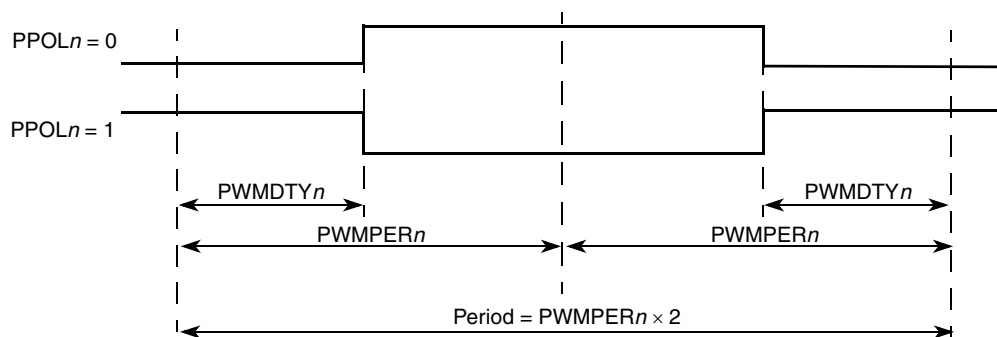 PPOLn = 0
PPOLn = 1
PWMDTYn PWMDTYn
PWMPERn PWMPERn
Period = PWMPERn × 2